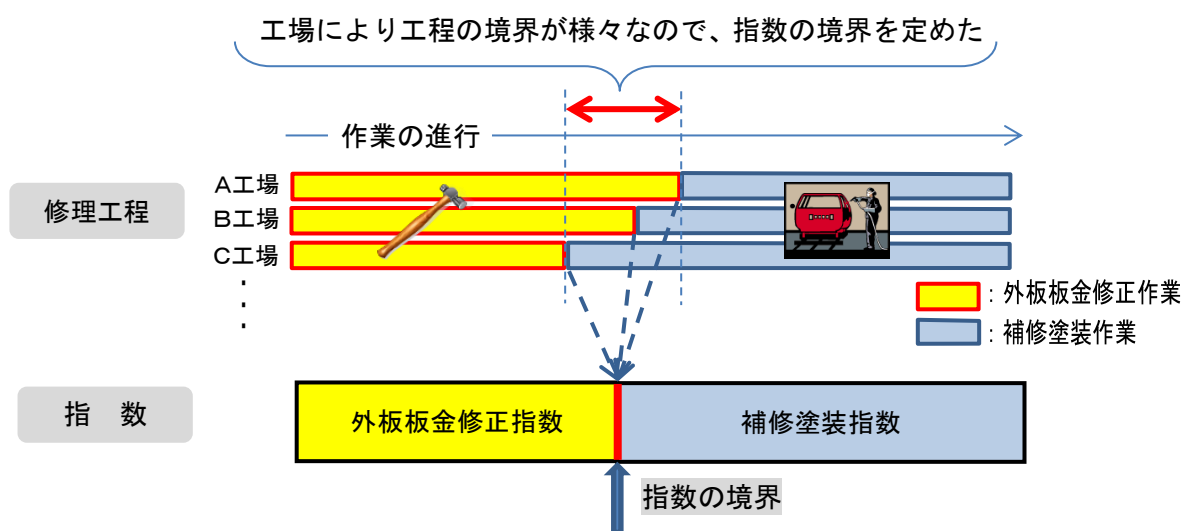 工場により工程の境界が様々なので、指数の境界を定めた
作業の進行
修理工程
A工場
B工場
C工場
:外板板金修正作業
:補修塗装作業
指 数
外板板金修正指数
補修塗装指数
指数の境界